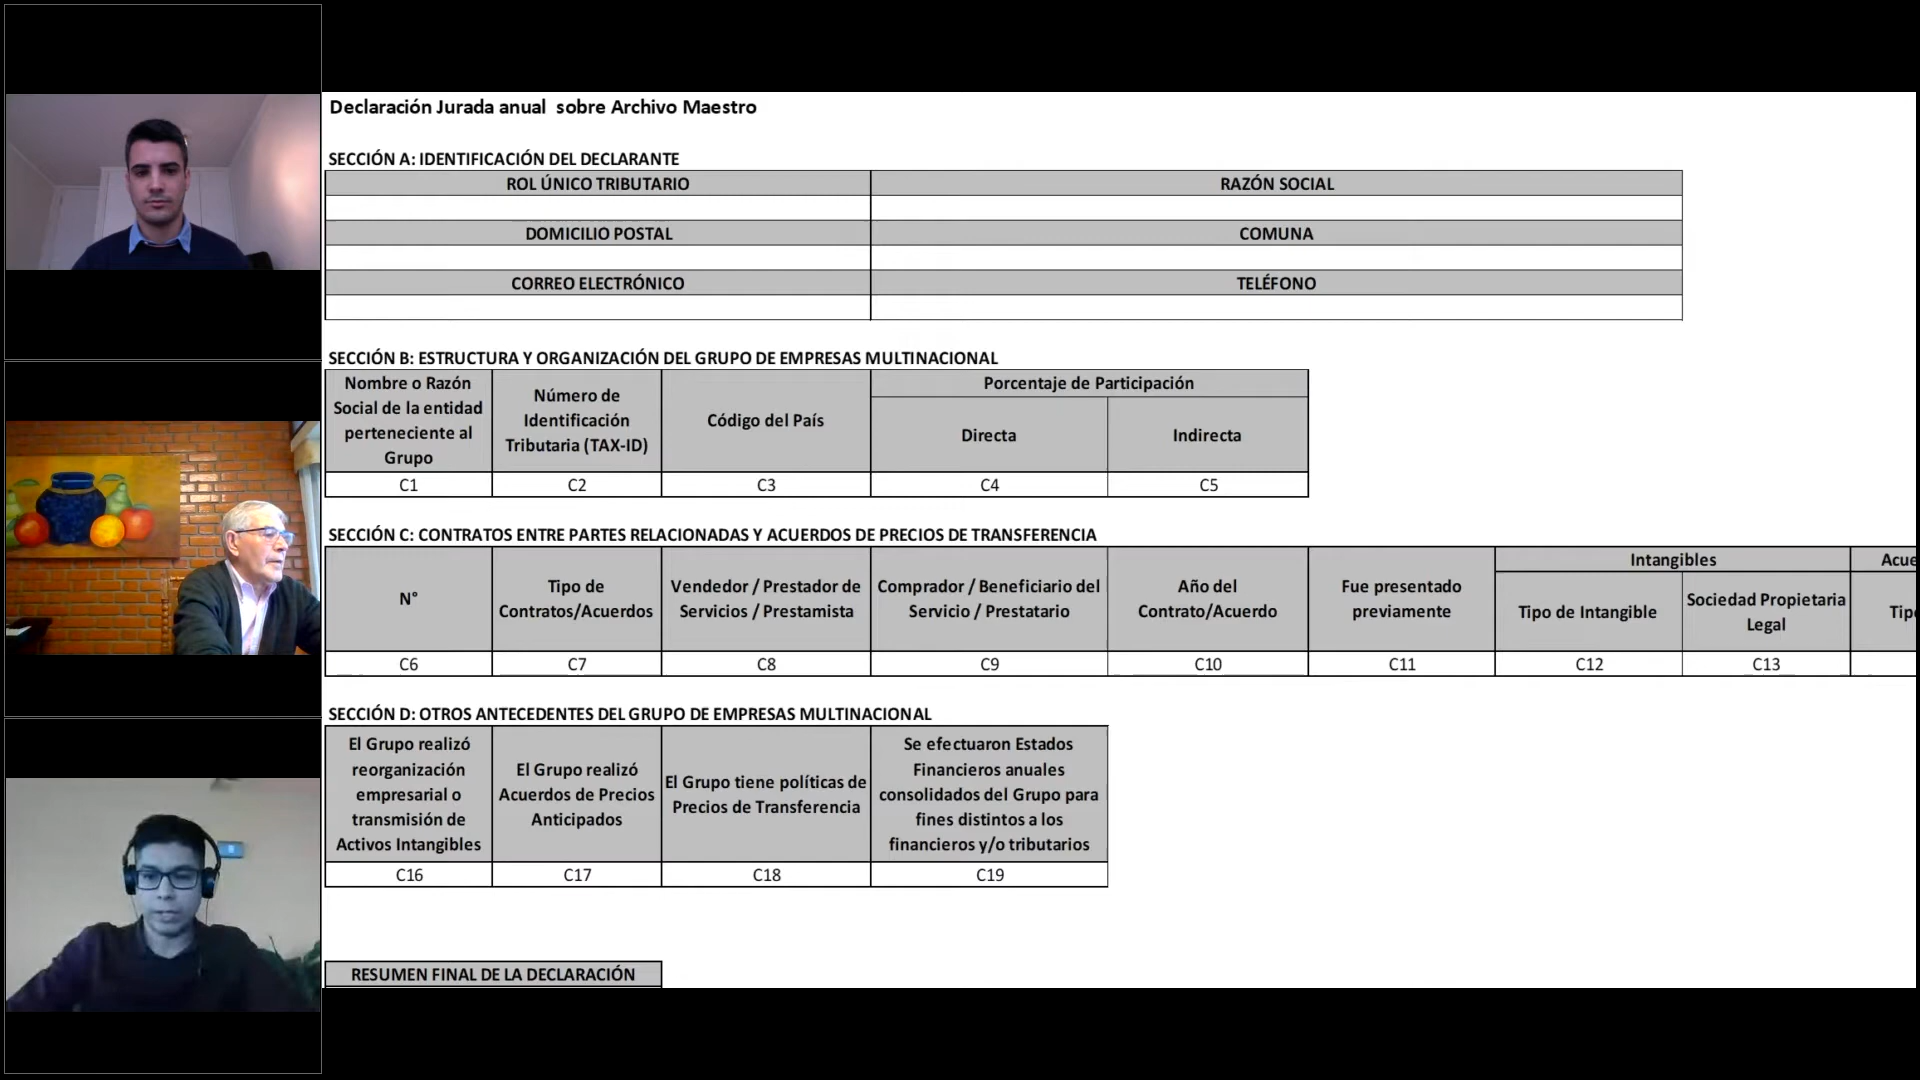 Declaración Jurada anual  sobre Archivo Maestro
SECCIÓN A: IDENTIFICACIÓN DEL DECLARANTE
ROL ÚNICO TRIBUTARIO
RAZÓN SOCIAL
DOMICILIO POSTAL
COMUNA
CORREO ELECTRÓNICO
TELÉFONO
SECCIÓN B: ESTRUCTURA Y ORGANIZACIÓN DEL GRUPO DE EMPRESAS MULTINACIONAL
Nombre o Razón
Social de la entidad
perteneciente al
Grupo
Número de
Identificación
Tributaria (TAX-ID)
Código del País
Porcentaje de Participación
Directa
Indirecta
C1
C2
C3
C4
C5
SECCIÓN C: CONTRATOS ENTRE PARTES RELACIONADAS Y ACUERDOS DE PRECIOS DE TRANSFERENCIA
N°
Tipo de
Contratos/Acuerdos
Vendedor / Prestador de
Servicios / Prestamista
Comprador / Beneficiario del
Servicio / Prestatario
Año del
Contrato/Acuerdo
Fue presentado
previamente
Intangibles
Tipo de Intangible
Sociedad Propietaria
Legal
Acue
Tipo
C6
C7
C8
C9
C10
C11
C12
C13
SECCIÓN D: OTROS ANTECEDENTES DEL GRUPO DE EMPRESAS MULTINACIONAL
El Grupo realizó
reorganización
empresarial o
transmisión de
Activos Intangibles
El Grupo realizó
Acuerdos de Precios
Anticipados
El Grupo tiene políticas de
Precios de Transferencia
Se efectuaron Estados
Financieros anuales
consolidados del Grupo para
fines distintos a los
financieros y/o tributarios
C16
C17
C18
C19
RESUMEN FINAL DE LA DECLARACIÓN